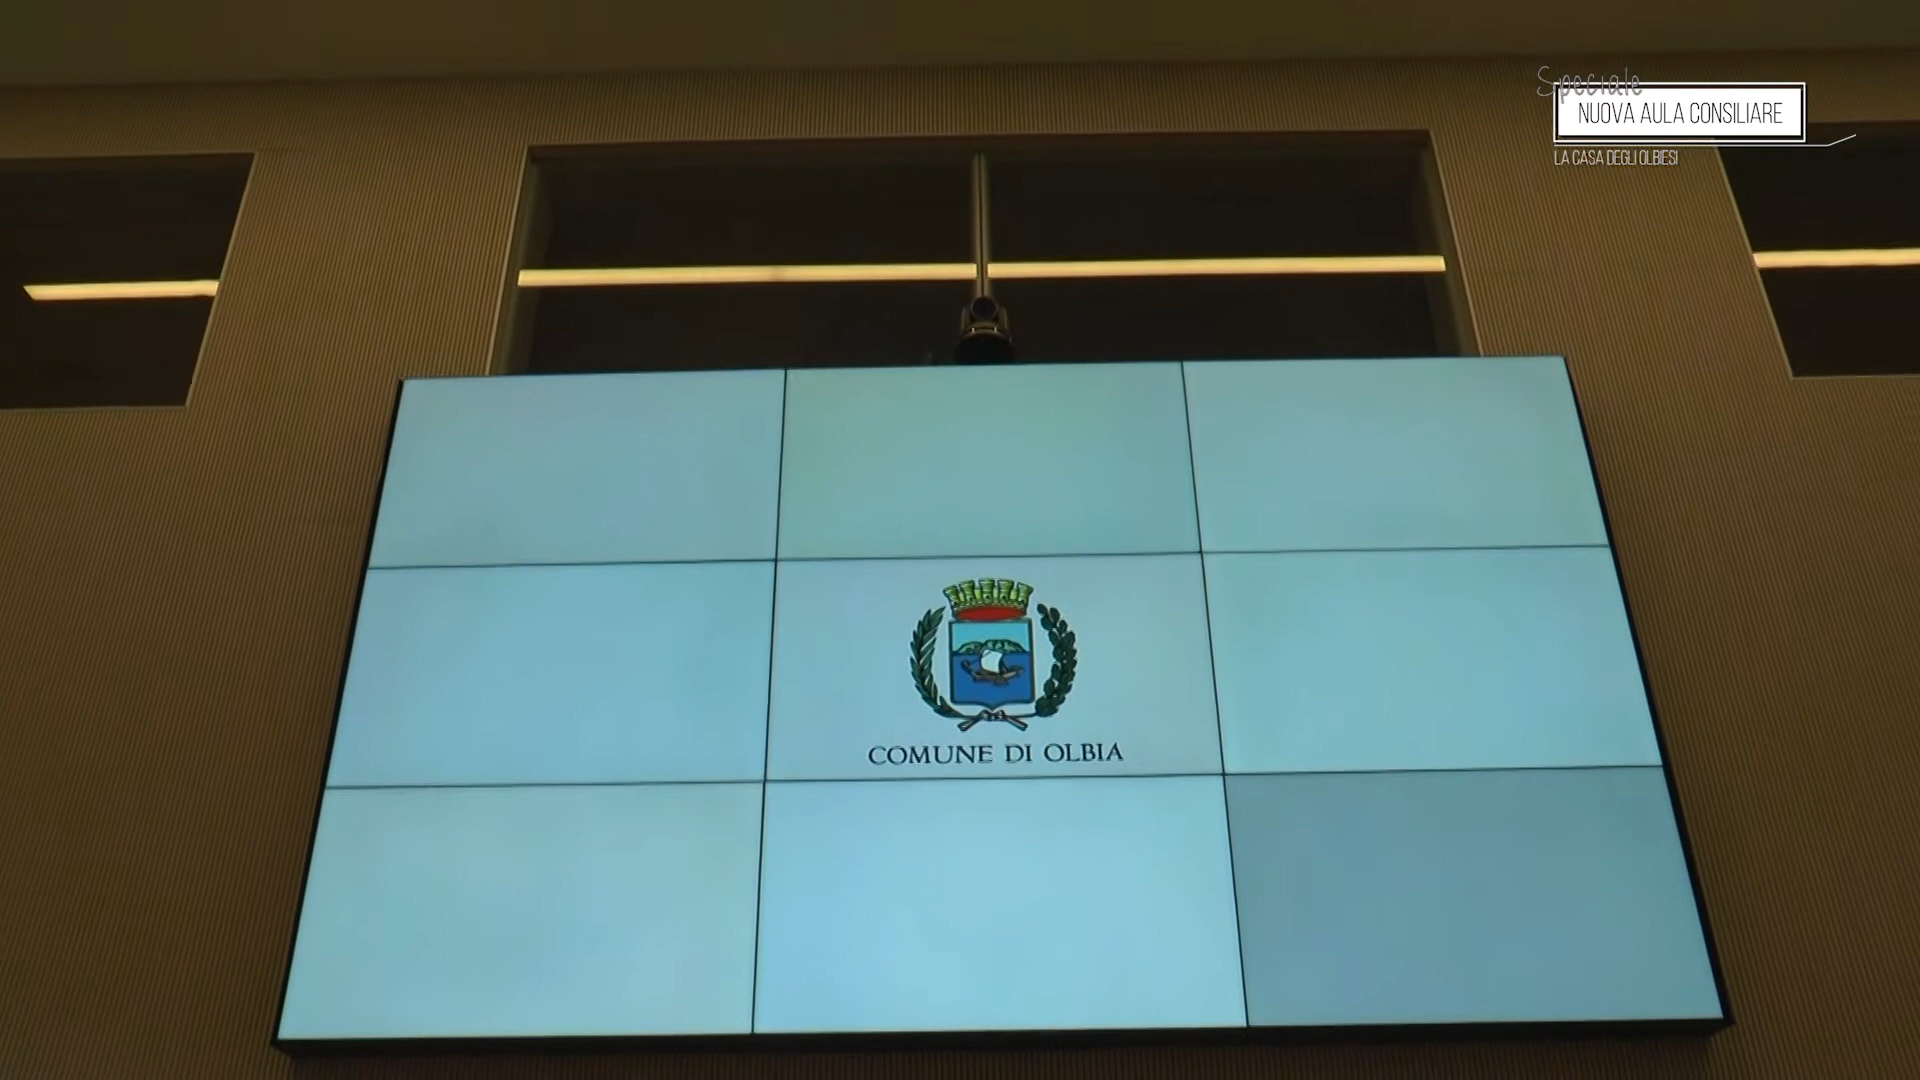 Speciale
NUOVA AULA CONSILIARE
LA CASA DEGLI OLBIESI
COMUNE DI OLBIA